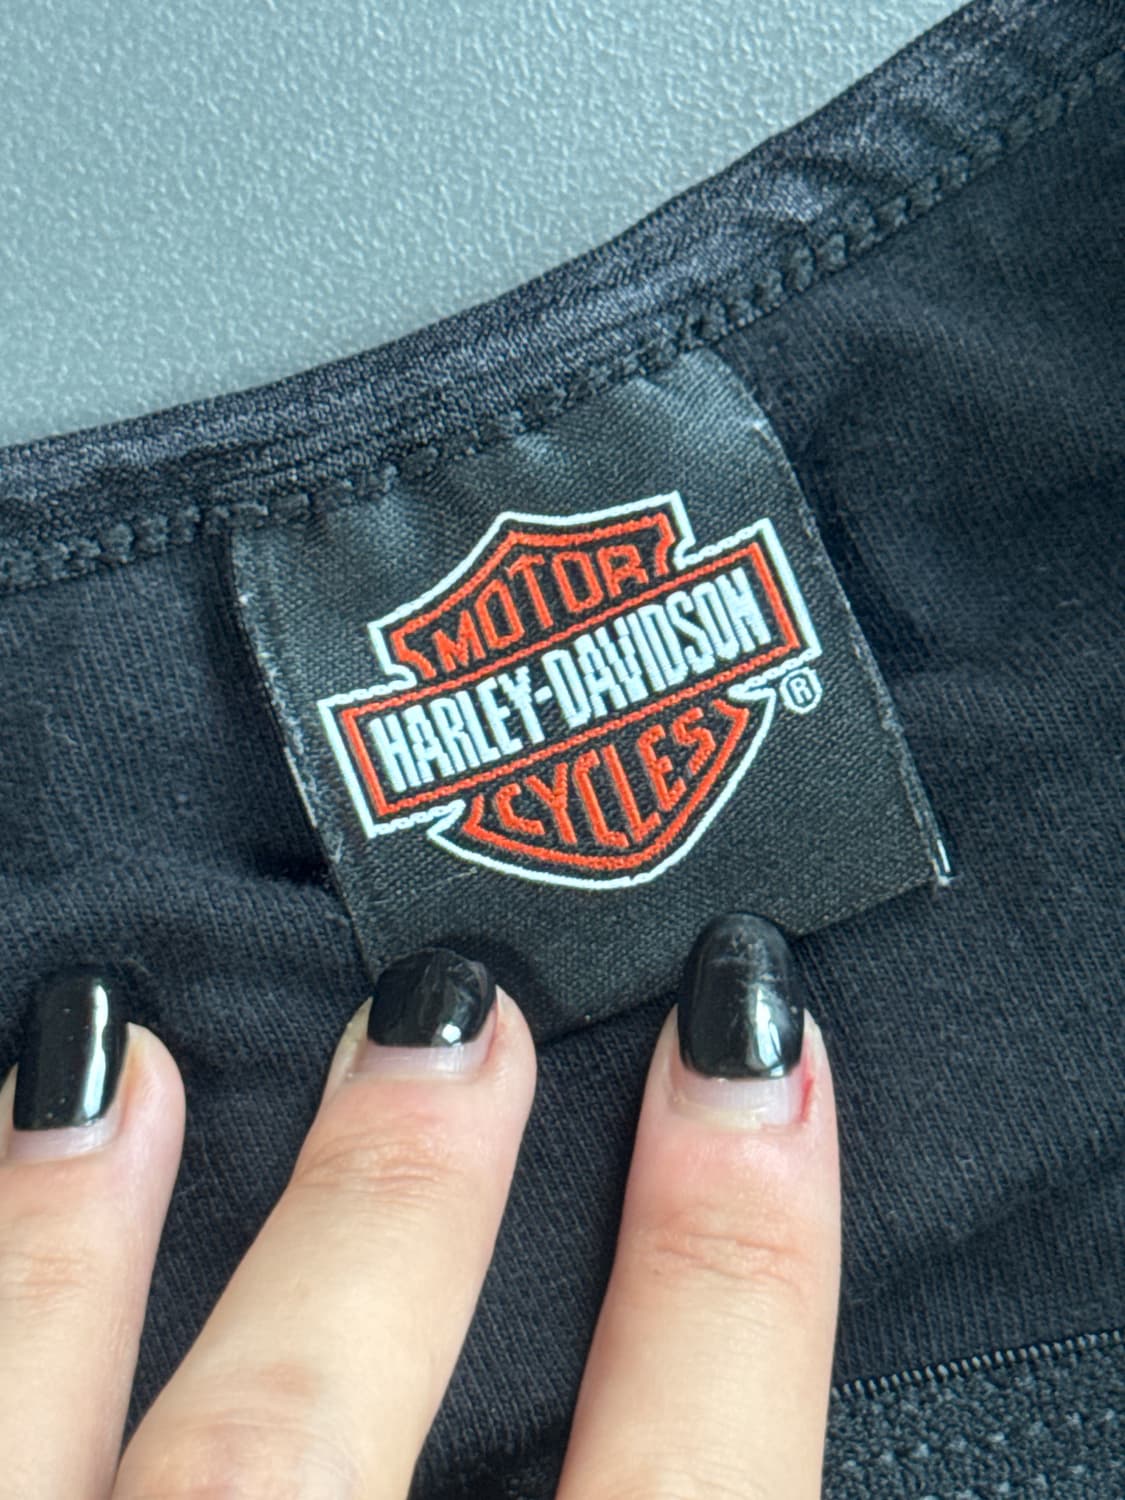 MOTOR
HARLEY-DAVIDSON
CYCLES
®